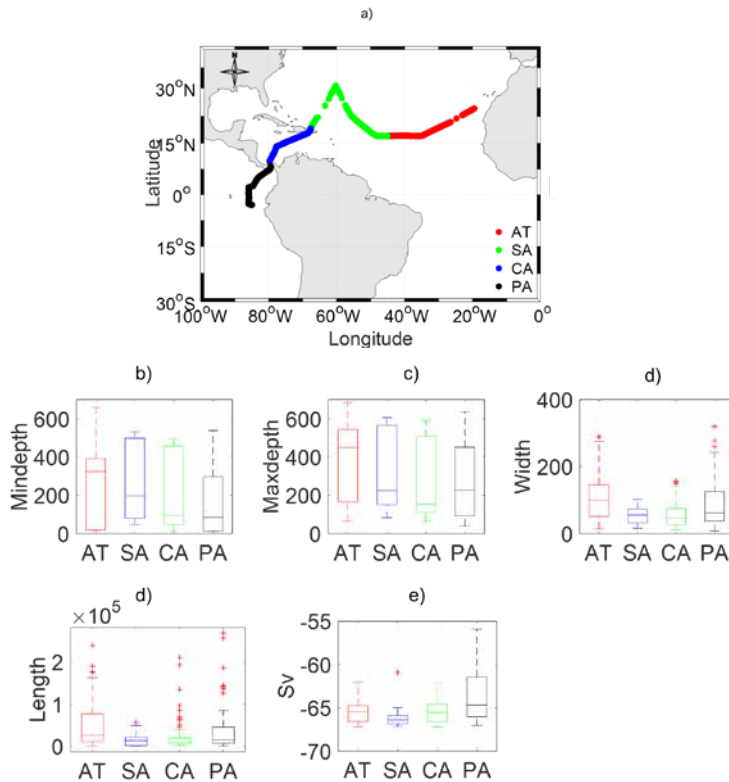 a)
N
30°N
15°N
0°
15°S
30°S
Latitude
AT
SA
CA
PA
100°W 80°W 60°W 40°W 20°W 0°
Longitude
b) c) d)
600
400
200
0
Mindepth
AT SA CA PA
600
400
200
0
Maxdepth
AT SA CA PA
400
200
0
Width
AT SA CA PA
d) e)
×10⁵
2
1
0
Length
AT SA CA PA
-55
-60
-65
-70
Sv
AT SA CA PA